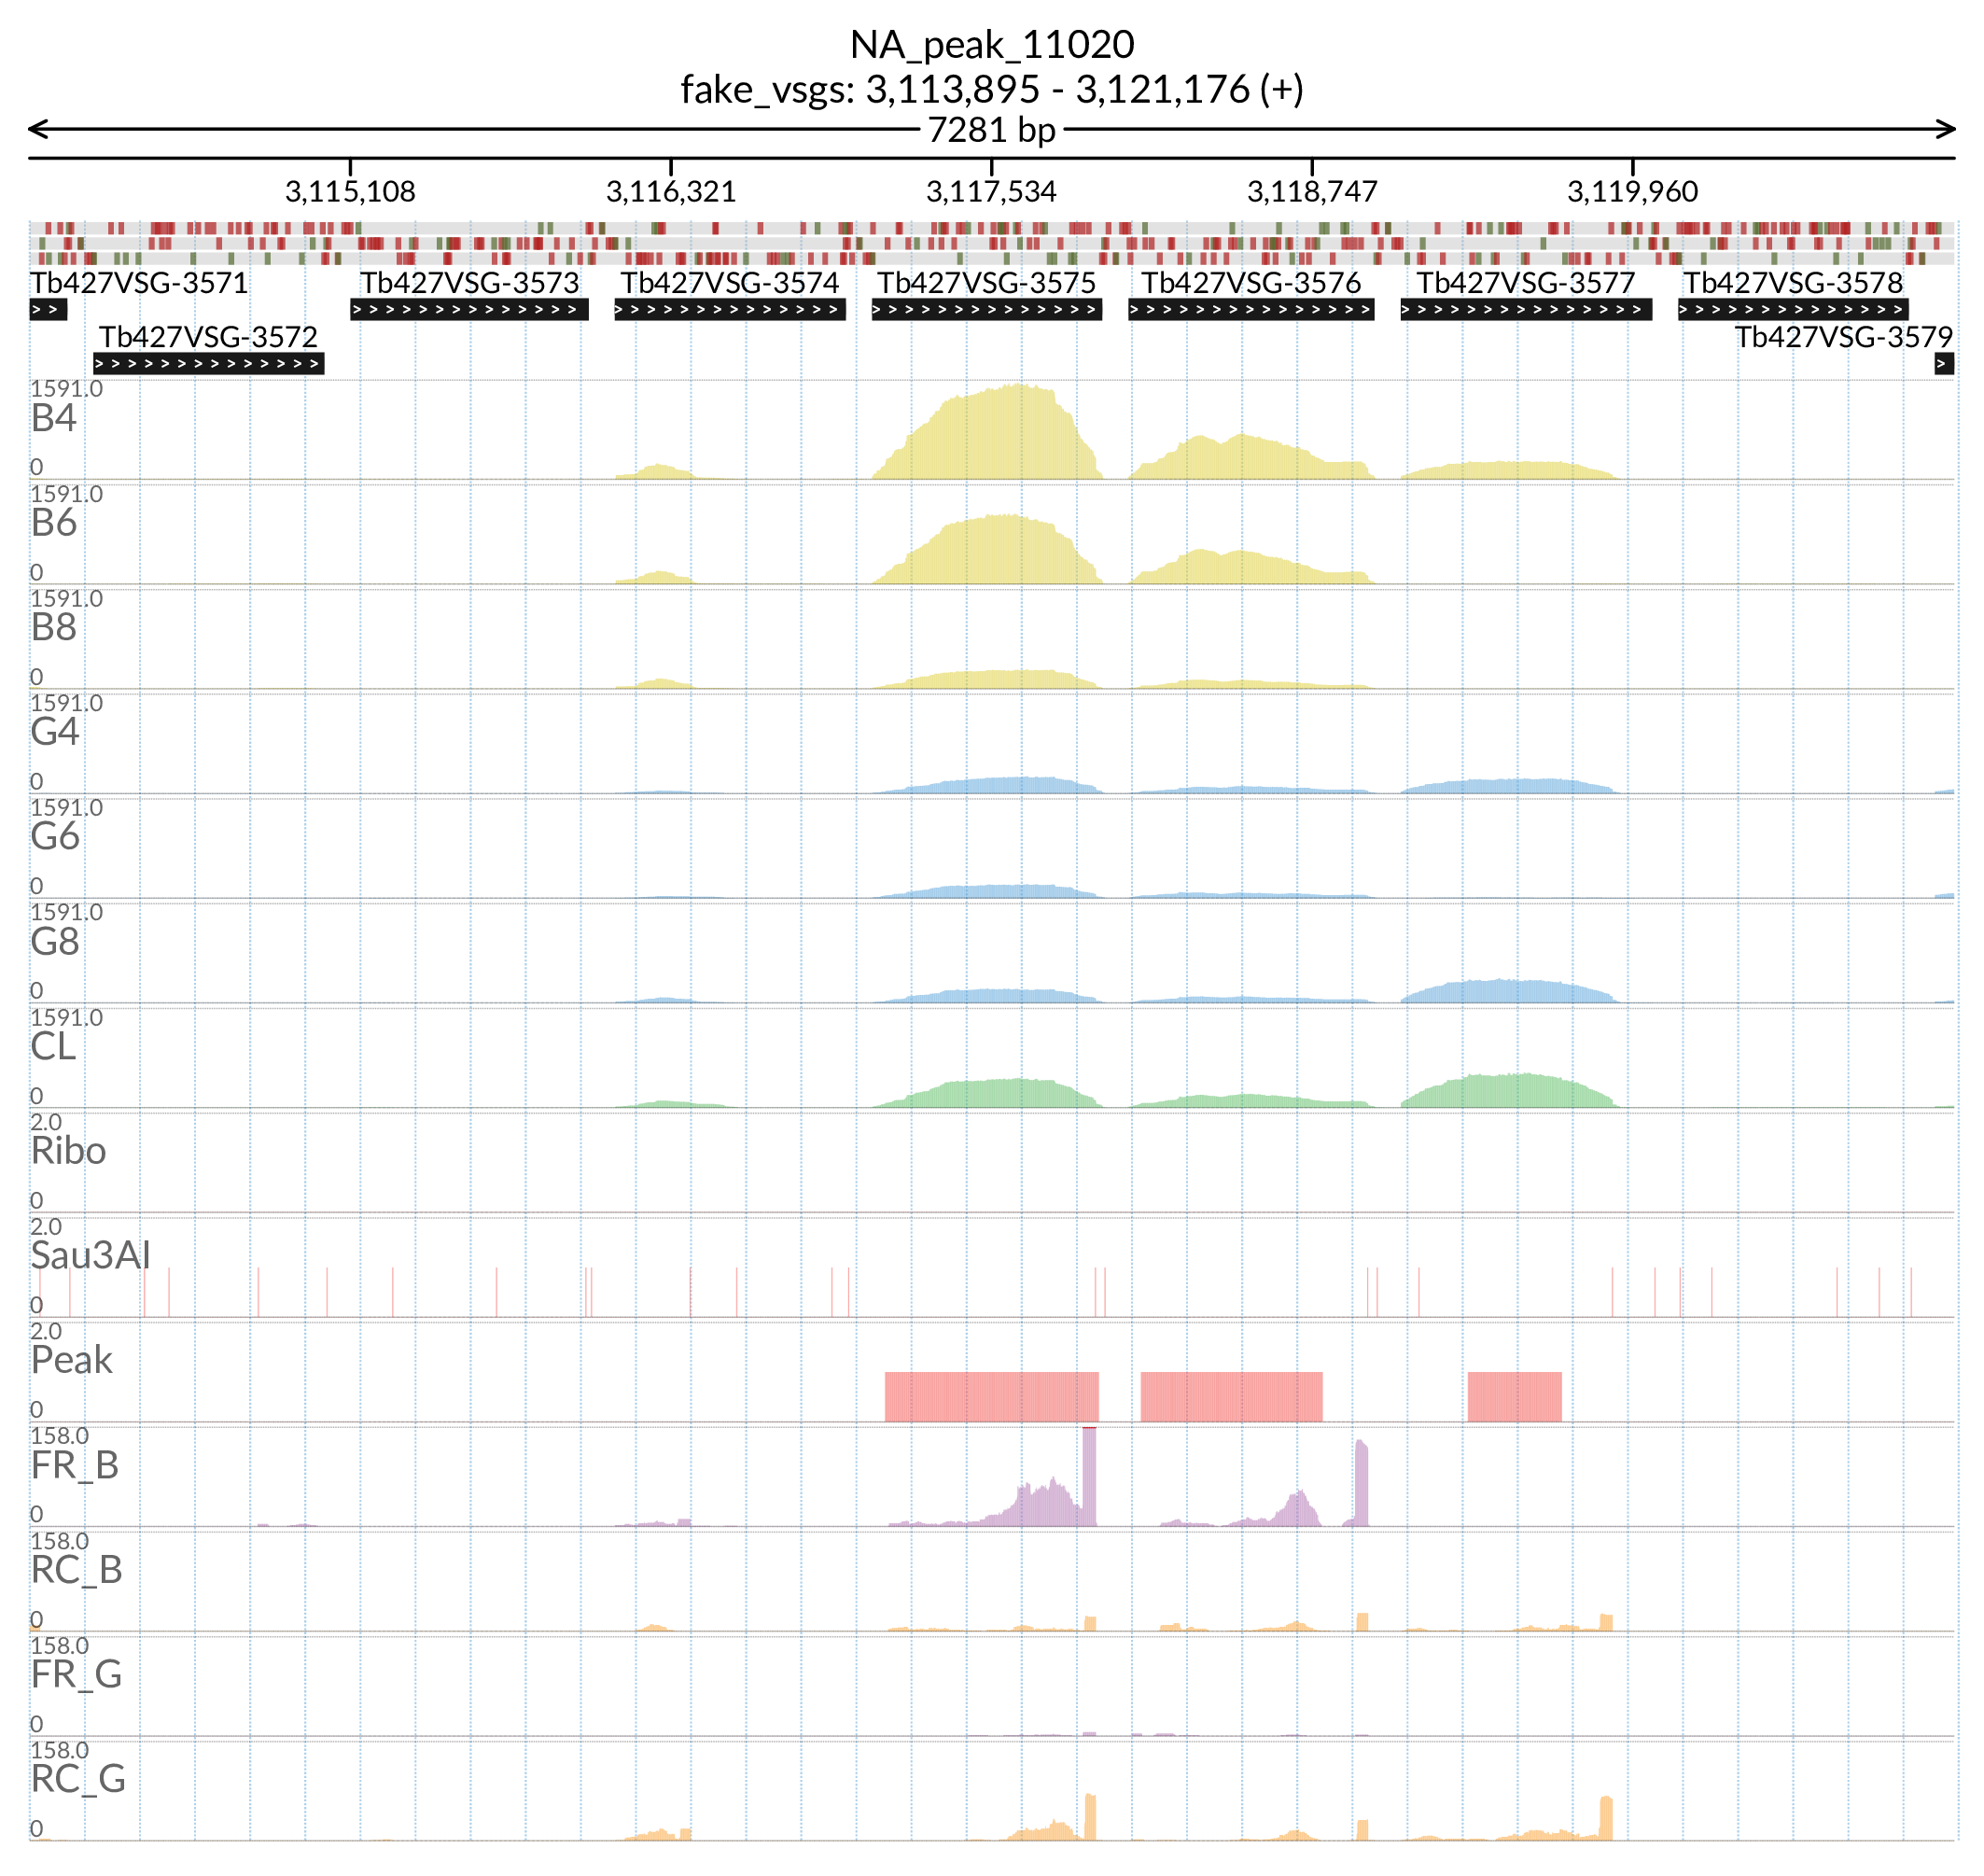 NA_peak_11020
fake_vsgs: 3,113,895 - 3,121,176 (+)
7281 bp
3,115,108 3,116,321 3,117,534 3,118,747 3,119,960
Tb427VSG-3571 Tb427VSG-3573 Tb427VSG-3574 Tb427VSG-3575 Tb427VSG-3576 Tb427VSG-3577 Tb427VSG-3578
Tb427VSG-3572 Tb427VSG-3579
1591.0
B4
0
1591.0
B6
0
1591.0
B8
0
1591.0
G4
0
1591.0
G6
0
1591.0
G8
0
1591.0
CL
0
2.0
Ribo
0
2.0
Sau3AI
0
2.0
Peak
0
158.0
FR_B
0
158.0
RC_B
0
158.0
FR_G
0
158.0
RC_G
0